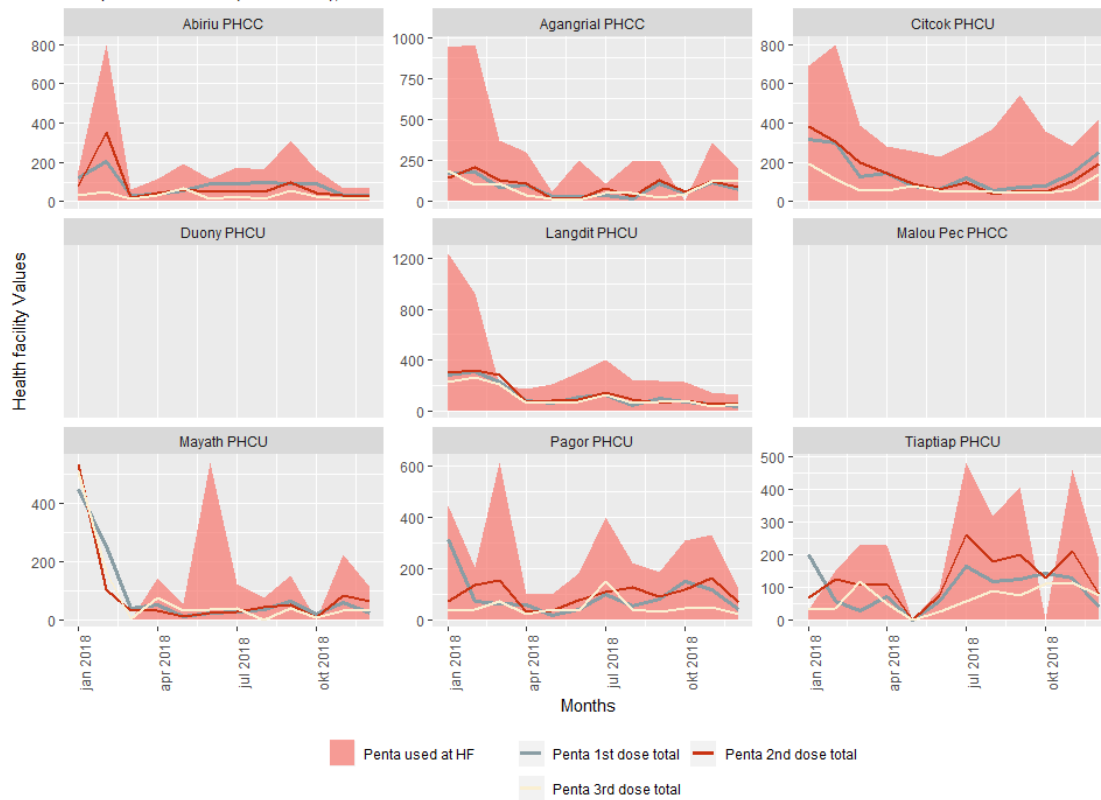 Abiriu PHCC
Agangrial PHCC
Citcok PHCU
800
600
400
200
0
1000
750
500
250
0
800
600
400
200
0
Duony PHCU
Langdit PHCU
Malou Pec PHCC
1200
800
400
0
Mayath PHCU
Pagor PHCU
Tiaptiap PHCU
400
200
0
600
400
200
0
500
400
300
200
100
0
jan 2018
apr 2018
jul 2018
okt 2018
jan 2018
apr 2018
jul 2018
okt 2018
jan 2018
apr 2018
jul 2018
okt 2018
Health facility Values
Months
Penta used at HF
Penta 1st dose total
Penta 2nd dose total
Penta 3rd dose total